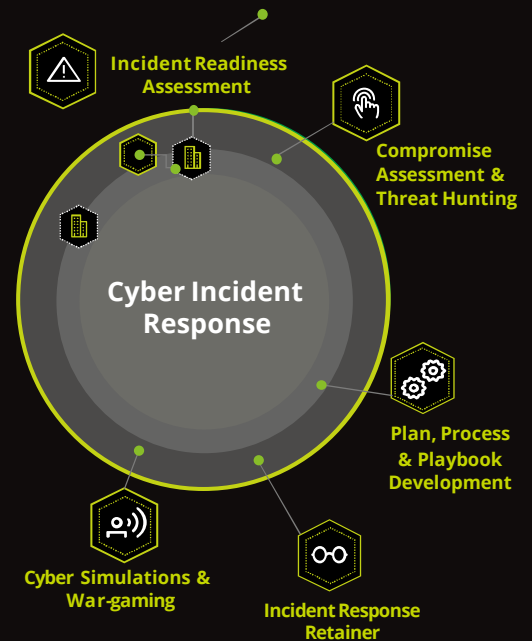 Incident Readiness
Assessment
Compromise
Assessment &
Threat Hunting
Cyber Incident
Response
Plan, Process
& Playbook
Development
Cyber Simulations &
War-gaming
Incident Response
Retainer